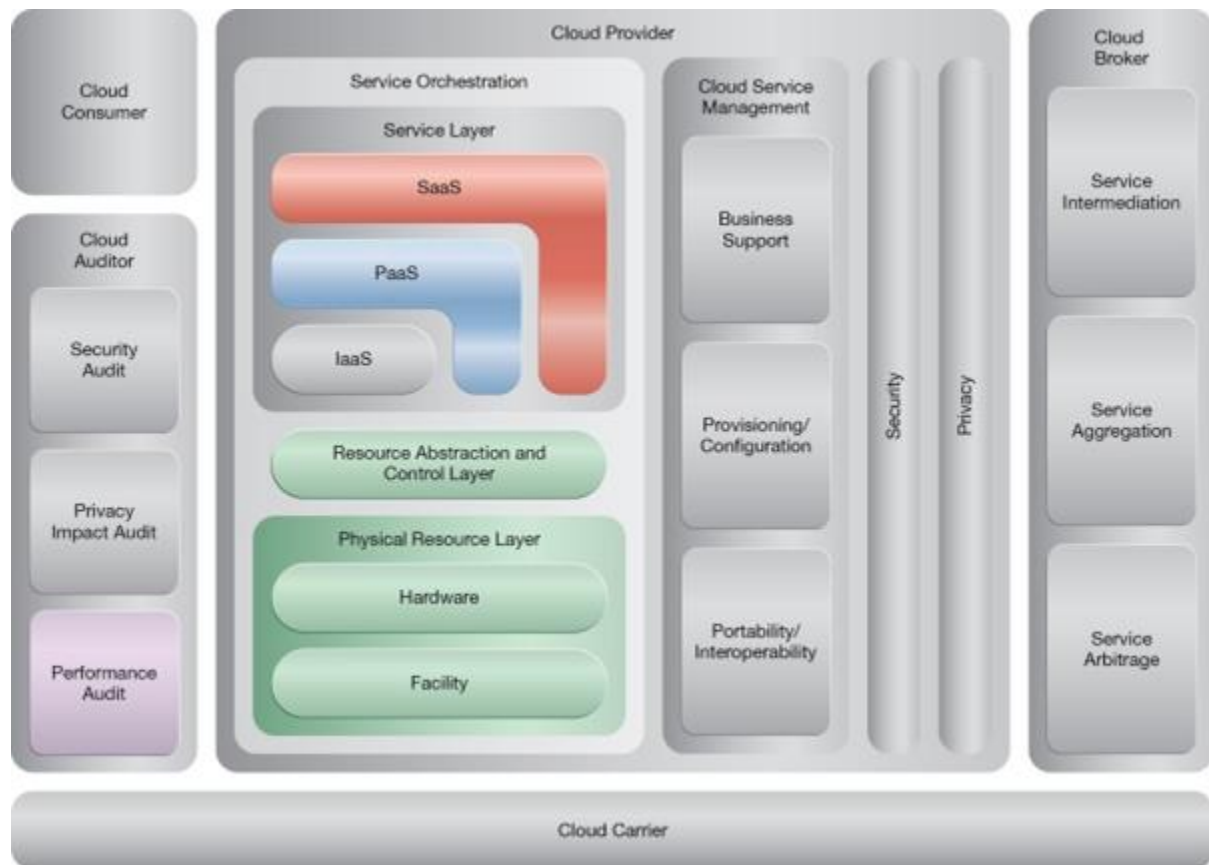 Cloud
Consumer
Cloud
Auditor
Security
Audit
Privacy
Impact Audit
Performance
Audit
Cloud Provider
Service Orchestration
Service Layer
SaaS
PaaS
IaaS
Resource Abstraction and
Control Layer
Physical Resource Layer
Hardware
Facility
Cloud Service
Management
Business
Support
Provisioning/
Configuration
Portability/
Interoperability
Security
Privacy
Cloud
Broker
Service
Intermediation
Service
Aggregation
Service
Arbitrage
Cloud Carrier